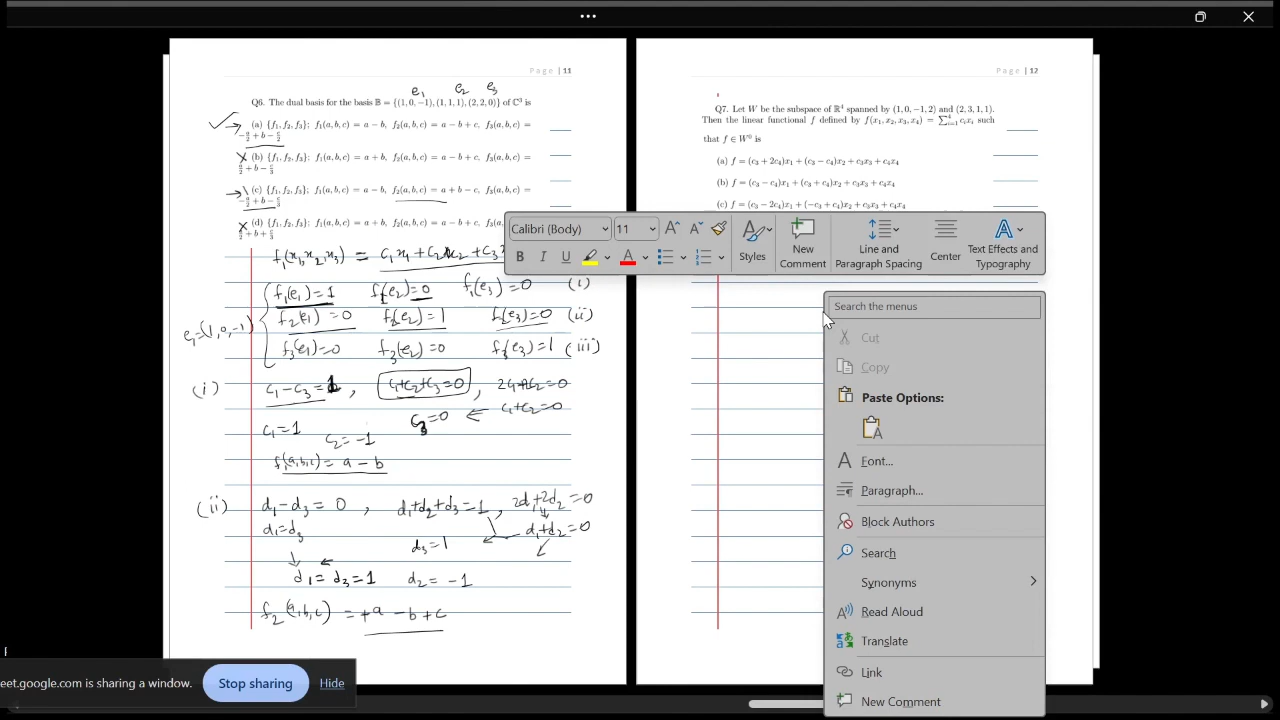 Page | 11
e₁ e₂ e₃
Q6. The dual basis for the basis 𝔹 = {(1, 0, −1), (1, 1, 1), (2, 2, 0)} of ℂ³ is
(a) {f₁, f₂, f₃}; f₁(a, b, c) = a − b, f₂(a, b, c) = a − b + c, f₃(a, b, c) =
−a/2 + b − c/2
(b) {f₁, f₂, f₃}; f₁(a, b, c) = a + b, f₂(a, b, c) = a − b + c, f₃(a, b, c) =
a/2 + b − c/3
(c) {f₁, f₂, f₃}; f₁(a, b, c) = a − b, f₂(a, b, c) = a + b − c, f₃(a, b, c) =
−a/2 + b − c/3
(d) {f₁, f₂, f₃}; f₁(a, b, c) = a + b, f₂(a, b, c) = a − b + c,
f₁(x₁, x₂, x₃) = c₁x₁ + c₂x₂ + c₃
f₁(e₁) = 1 f₁(e₂) = 0 f₁(e₃) = 0 (i)
e₁ = (1, 0, −1) f₂(e₁) = 0 f₂(e₂) = 1 f₂(e₃) = 0 (ii)
f₃(e₁) = 0 f₃(e₂) = 0 f₃(e₃) = 1 (iii)
(i) c₁ − c₃ = 1, c₁ + c₂ + c₃ = 0, 2c₁ + c₂ = 0
c₃ = 0 ← c₁ + c₂ = 0
c₁ = 1
c₂ = −1
f₁(a, b, c) = a − b
(ii) d₁ − d₃ = 0, d₁ + d₂ + d₃ = 1, 2d₁ + 2d₂ = 0
d₁ = d₃ d₁ + d₂ = 0
d₃ = 1
d₁ = d₃ = 1 d₂ = −1
f₂(a, b, c) = +a − b + c
Page | 12
Q7. Let W be the subspace of ℝ⁴ spanned by (1, 0, −1, 2) and (2, 3, 1, 1).
Then the linear functional f defined by f(x₁, x₂, x₃, x₄) = ∑⁴ᵢ₌₁ cᵢxᵢ such
that f ∈ W⁰ is
(a) f = (c₃ + 2c₄)x₁ + (c₃ − c₄)x₂ + c₃x₃ + c₄x₄
(b) f = (c₃ − c₄)x₁ + (c₃ + c₄)x₂ + c₃x₃ + c₄x₄
(c) f = (c₃ − 2c₄)x₁ + (−c₃ + c₄)x₂ + c₃x₃ + c₄x₄
Calibri (Body) 11
B I U A
Styles
New Comment
Line and Paragraph Spacing
Center
Text Effects and Typography
Search the menus
Cut
Copy
Paste Options:
Font...
Paragraph...
Block Authors
Search
Synonyms
Read Aloud
Translate
Link
New Comment
eet.google.com is sharing a window. Stop sharing Hide